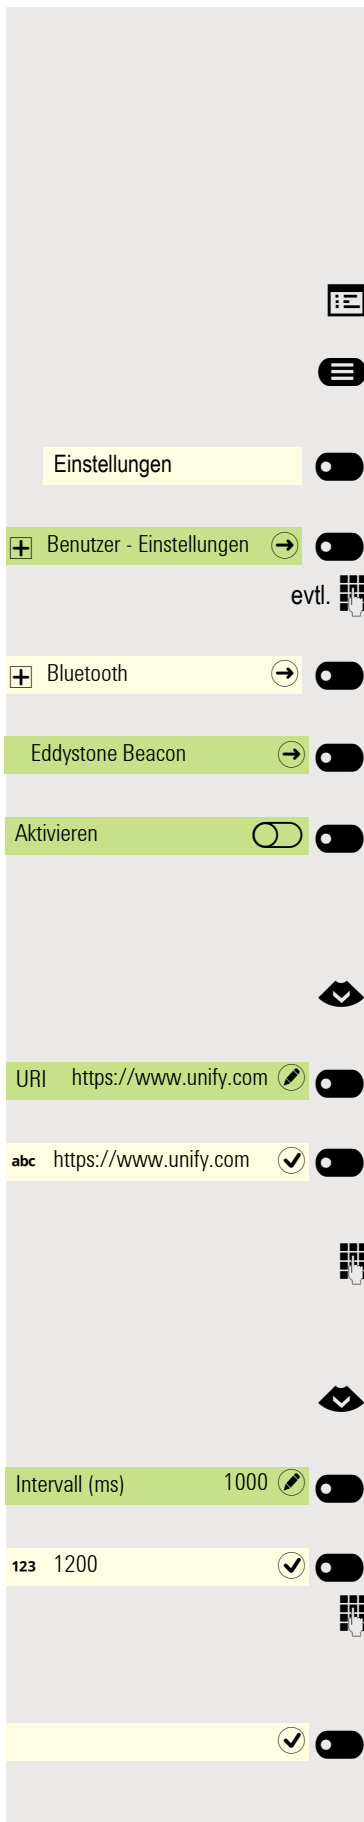 Einstellungen
Benutzer - Einstellungen
evtl.
Bluetooth
Eddystone Beacon
Aktivieren
URI https://www.unify.com
abc https://www.unify.com
Intervall (ms) 1000
123 1200